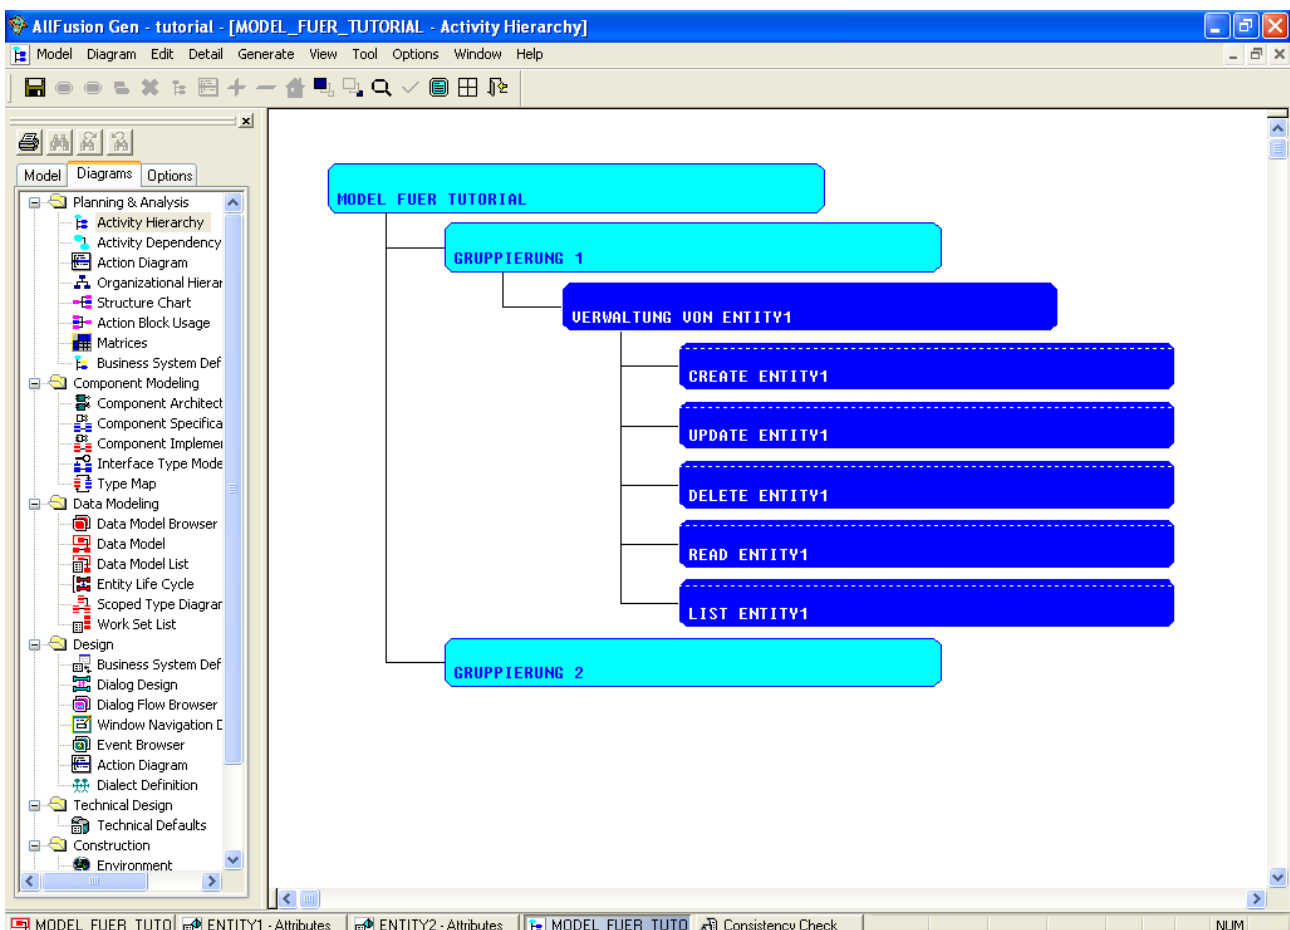 AllFusion Gen - tutorial - [MODEL_FUER_TUTORIAL - Activity Hierarchy]
Model Diagram Edit Detail Generate View Tool Options Window Help
Model Diagrams Options
Planning & Analysis
Activity Hierarchy
Activity Dependency
Action Diagram
Organizational Hierar
Structure Chart
Action Block Usage
Matrices
Business System Def
Component Modeling
Component Architect
Component Specifica
Component Implemer
Interface Type Mode
Type Map
Data Modeling
Data Model Browser
Data Model
Data Model List
Entity Life Cycle
Scoped Type Diagrar
Work Set List
Design
Business System Def
Dialog Design
Dialog Flow Browser
Window Navigation D
Event Browser
Action Diagram
Dialect Definition
Technical Design
Technical Defaults
Construction
Environment
MODEL FUER TUTORIAL
GRUPPIERUNG 1
VERWALTUNG VON ENTITY1
CREATE ENTITY1
UPDATE ENTITY1
DELETE ENTITY1
READ ENTITY1
LIST ENTITY1
GRUPPIERUNG 2
MODEL_FUER_TUTO ENTITY1 - Attributes ENTITY2 - Attributes MODEL_FUER_TUTO Consistency Check NUM